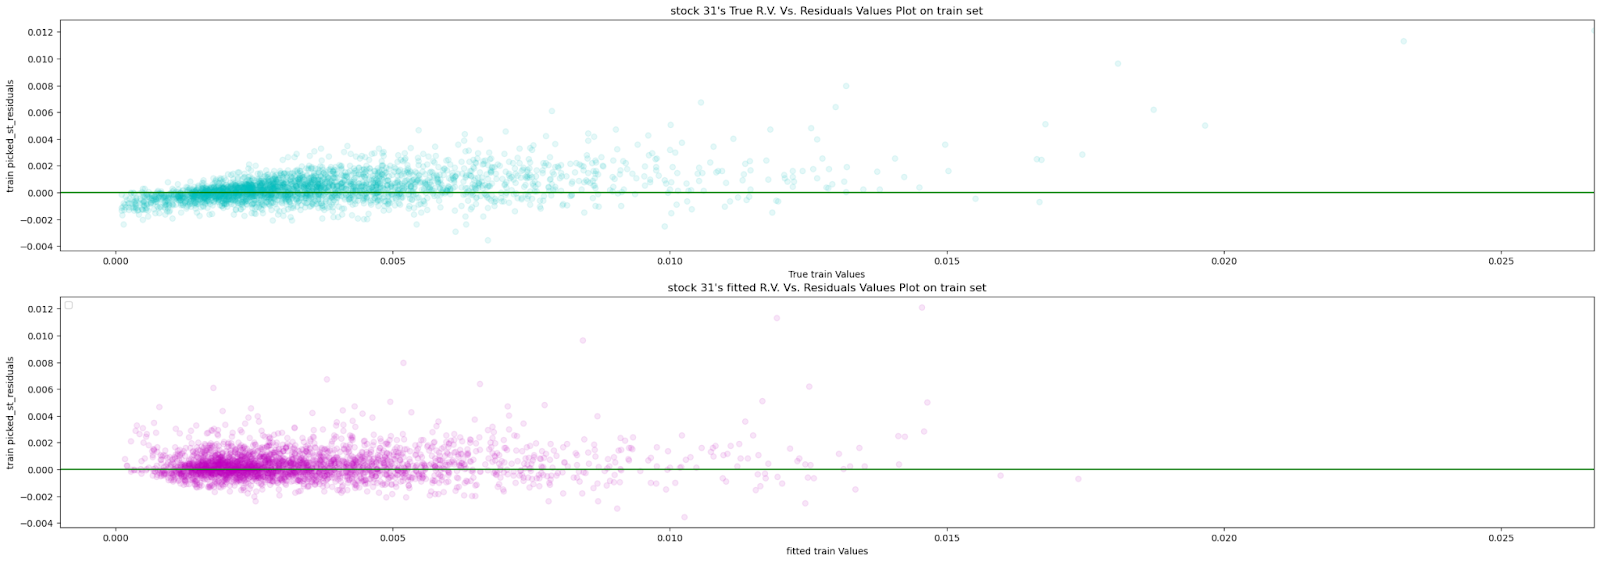 stock 31's True R.V. Vs. Residuals Values Plot on train set
train picked_st_residuals
0.012
0.010
0.008
0.006
0.004
0.002
0.000
−0.002
−0.004
0.000 0.005 0.010 0.015 0.020 0.025
True train Values
stock 31's fitted R.V. Vs. Residuals Values Plot on train set
train picked_st_residuals
0.012
0.010
0.008
0.006
0.004
0.002
0.000
−0.002
−0.004
0.000 0.005 0.010 0.015 0.020 0.025
fitted train Values